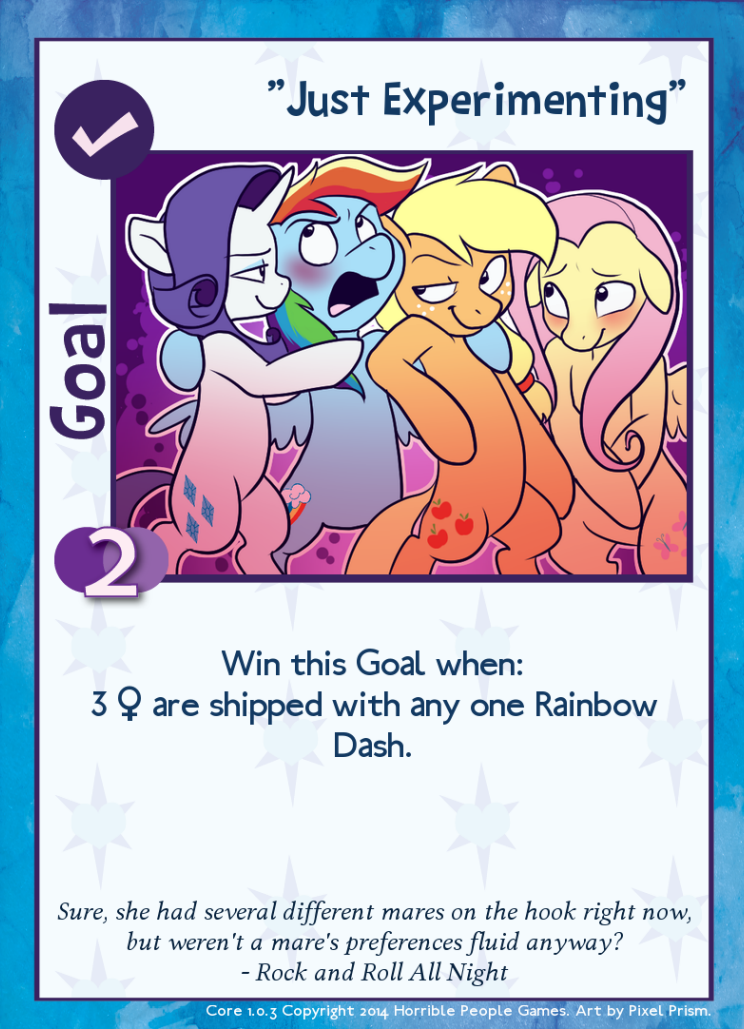 "Just Experimenting"
Goal
2
Win this Goal when:
3 ♀ are shipped with any one Rainbow
Dash.
Sure, she had several different mares on the hook right now,
but weren't a mare's preferences fluid anyway?
- Rock and Roll All Night
Core 1.0.3 Copyright 2014 Horrible People Games. Art by Pixel Prism.